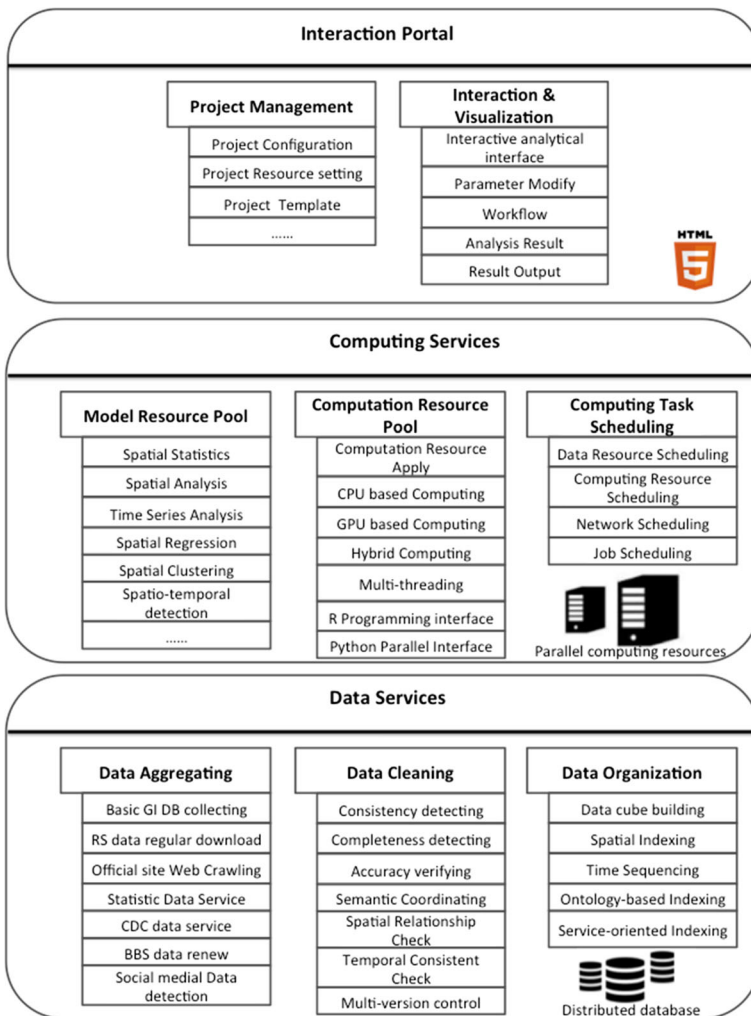 Interaction Portal
Project Management
Project Configuration
Project Resource setting
Project Template
......
Interaction &
Visualization
Interactive analytical
interface
Parameter Modify
Workflow
Analysis Result
Result Output
HTML
5
Computing Services
Model Resource Pool
Spatial Statistics
Spatial Analysis
Time Series Analysis
Spatial Regression
Spatial Clustering
Spatio-temporal
detection
......
Computation Resource
Pool
Computation Resource
Apply
CPU based Computing
GPU based Computing
Hybrid Computing
Multi-threading
R Programming interface
Python Parallel Interface
Computing Task
Scheduling
Data Resource Scheduling
Computing Resource
Scheduling
Network Scheduling
Job Scheduling
Parallel computing resources
Data Services
Data Aggregating
Basic GI DB collecting
RS data regular download
Official site Web Crawling
Statistic Data Service
CDC data service
BBS data renew
Social medial Data
detection
Data Cleaning
Consistency detecting
Completeness detecting
Accuracy verifying
Semantic Coordinating
Spatial Relationship
Check
Temporal Consistent
Check
Multi-version control
Data Organization
Data cube building
Spatial Indexing
Time Sequencing
Ontology-based Indexing
Service-oriented Indexing
Distributed database